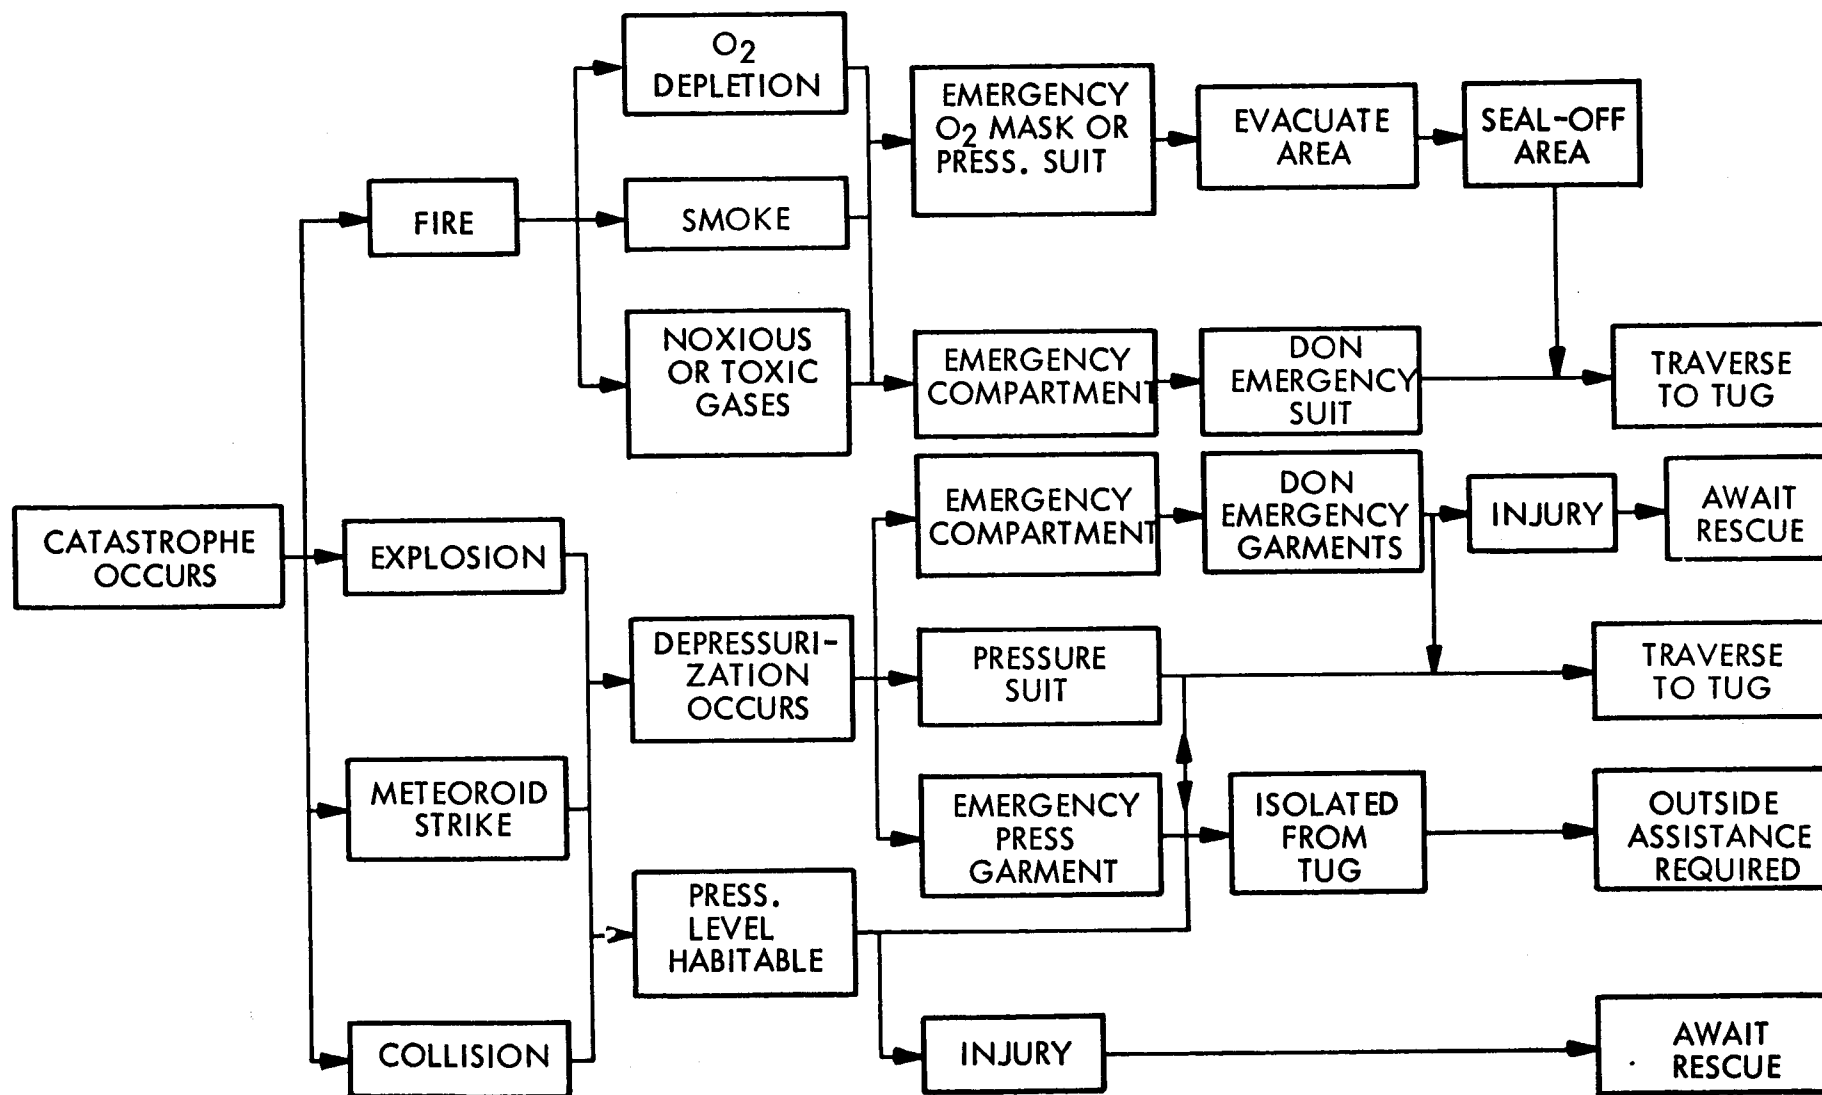 O2
DEPLETION
EMERGENCY
O2 MASK OR
PRESS. SUIT
EVACUATE
AREA
SEAL-OFF
AREA
FIRE
SMOKE
NOXIOUS
OR TOXIC
GASES
EMERGENCY
COMPARTMENT
DON
EMERGENCY
SUIT
TRAVERSE
TO TUG
CATASTROPHE
OCCURS
EXPLOSION
EMERGENCY
COMPARTMENT
DON
EMERGENCY
GARMENTS
INJURY
AWAIT
RESCUE
DEPRESSURI-
ZATION
OCCURS
PRESSURE
SUIT
TRAVERSE
TO TUG
METEOROID
STRIKE
EMERGENCY
PRESS
GARMENT
ISOLATED
FROM
TUG
OUTSIDE
ASSISTANCE
REQUIRED
PRESS.
LEVEL
HABITABLE
COLLISION
INJURY
AWAIT
RESCUE